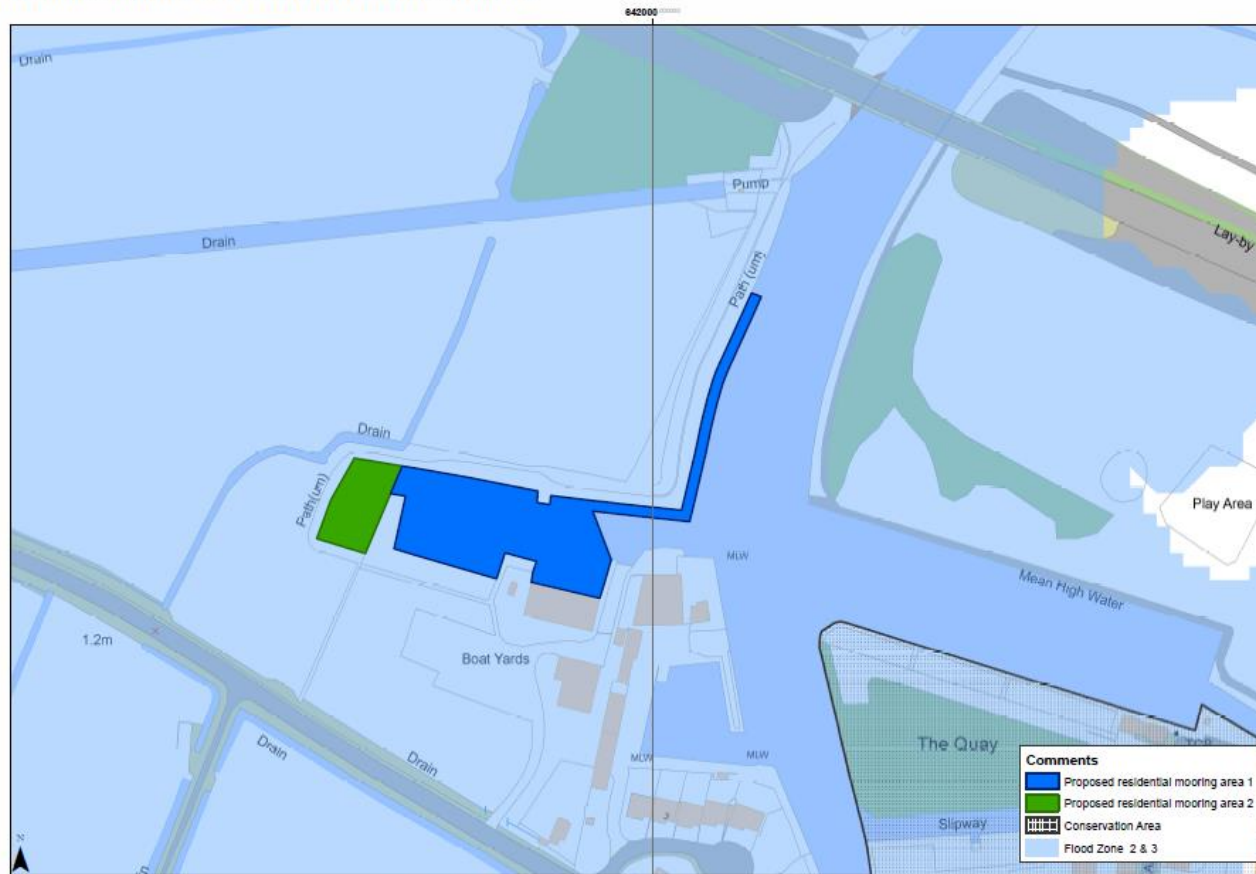 642000
Drain
Pump
Drain
Lay-by
Path (um)
Drain
Path(um)
Play Area
MLW
Mean High Water
1.2m
Boat Yards
Drain
Drain
MLW
MLW
The Quay
TCP
Slipway
3
N
Comments
Proposed residential mooring area 1
Proposed residential mooring area 2
Conservation Area
Flood Zone 2 & 3